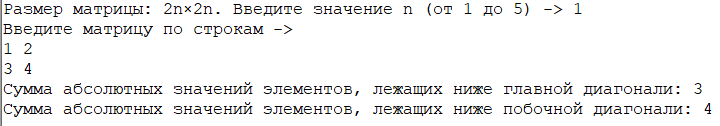 Размер матрицы: 2n×2n. Введите значение n (от 1 до 5) -> 1
Введите матрицу по строкам ->
1 2
3 4
Сумма абсолютных значений элементов, лежащих ниже главной диагонали: 3
Сумма абсолютных значений элементов, лежащих ниже побочной диагонали: 4